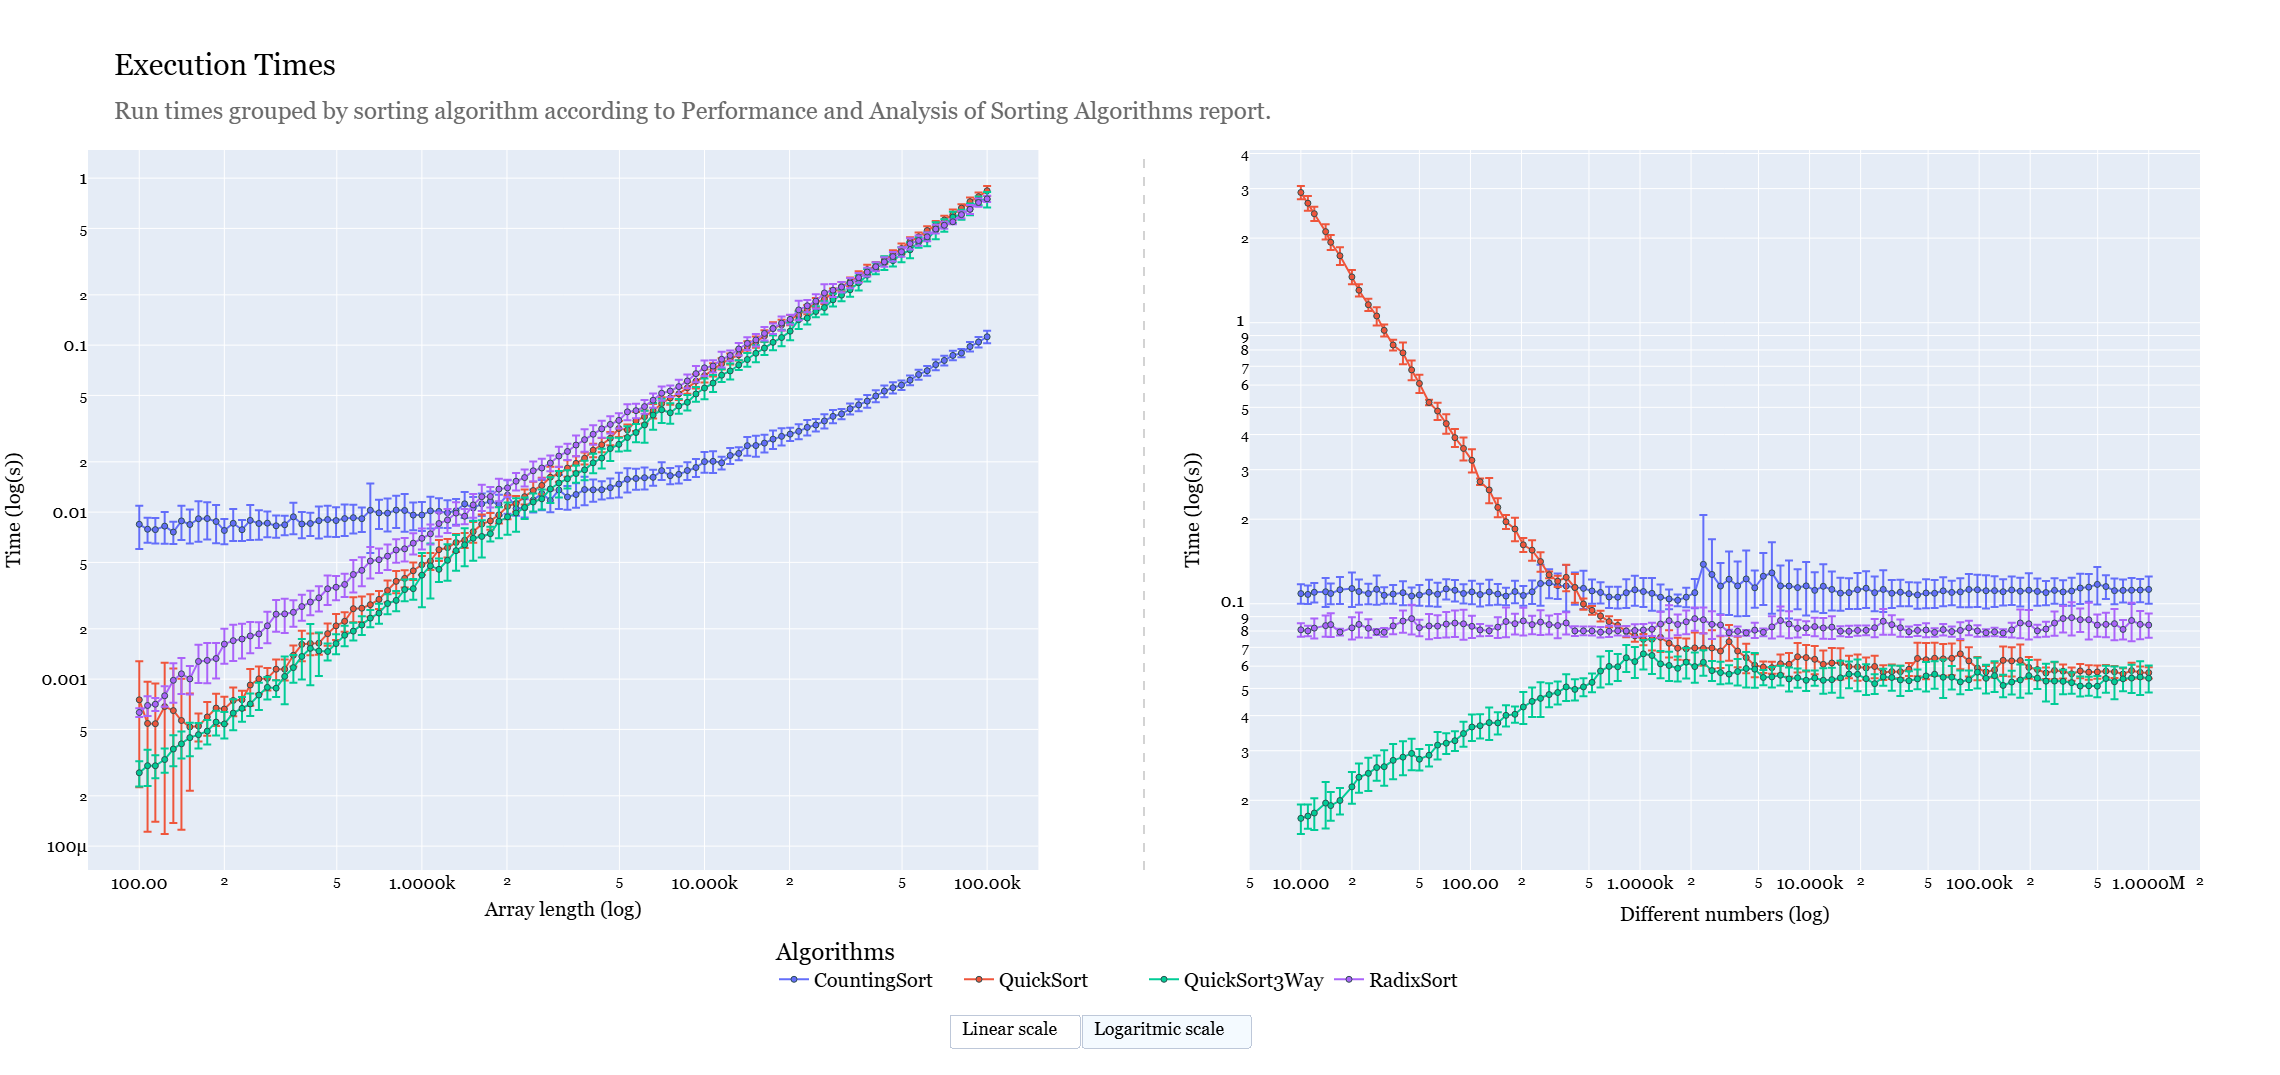 Execution Times
Run times grouped by sorting algorithm according to Performance and Analysis of Sorting Algorithms report.
Time (log(s))
1
5
2
0.1
5
2
0.01
5
2
0.001
5
2
100μ
100.00 2 5 1.0000k 2 5 10.000k 2 5 100.00k
Array length (log)
Time (log(s))
4
3
2
1
9
8
7
6
5
4
3
2
0.1
9
8
7
6
5
4
3
2
5 10.000 2 5 100.00 2 5 1.0000k 2 5 10.000k 2 5 100.00k 2 5 1.0000M 2
Different numbers (log)
Algorithms
CountingSort QuickSort QuickSort3Way RadixSort
Linear scale Logaritmic scale